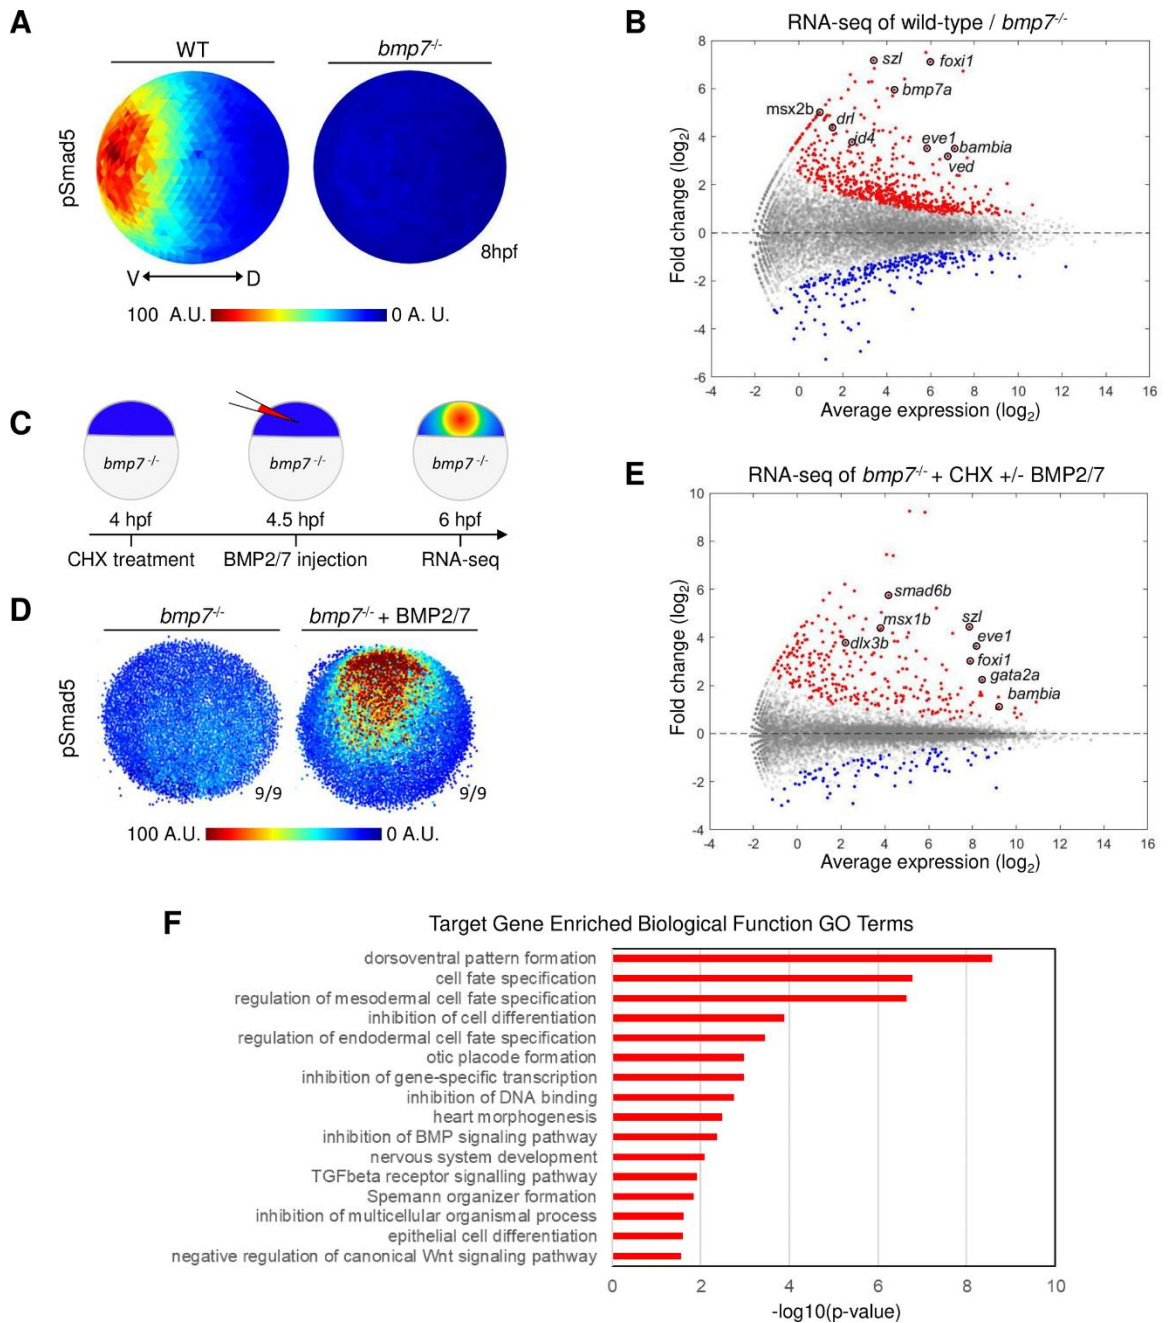 A
WT
bmp7-/-
pSmad5
8hpf
V D
100 A.U. 0 A. U.
B
RNA-seq of wild-type / bmp7-/-
Fold change (log2)
8
6
4
2
0
-2
-4
-6
szl
foxi1
bmp7a
msx2b
drl
id4
eve1
bambia
ved
-4 -2 0 2 4 6 8 10 12 14 16
Average expression (log2)
C
bmp7 -/- bmp7 -/- bmp7 -/-
4 hpf 4.5 hpf 6 hpf
CHX treatment BMP2/7 injection RNA-seq
D
bmp7-/- bmp7-/- + BMP2/7
pSmad5
9/9 9/9
100 A.U. 0 A.U.
E
RNA-seq of bmp7-/- + CHX +/- BMP2/7
Fold change (log2)
10
8
6
4
2
0
-2
-4
smad6b
msx1b
szl
dlx3b
eve1
foxi1
gata2a
bambia
-4 -2 0 2 4 6 8 10 12 14 16
Average expression (log2)
F
Target Gene Enriched Biological Function GO Terms
dorsoventral pattern formation
cell fate specification
regulation of mesodermal cell fate specification
inhibition of cell differentiation
regulation of endodermal cell fate specification
otic placode formation
inhibition of gene-specific transcription
inhibition of DNA binding
heart morphogenesis
inhibition of BMP signaling pathway
nervous system development
TGFbeta receptor signalling pathway
Spemann organizer formation
inhibition of multicellular organismal process
epithelial cell differentiation
negative regulation of canonical Wnt signaling pathway
0 2 4 6 8 10
-log10(p-value)